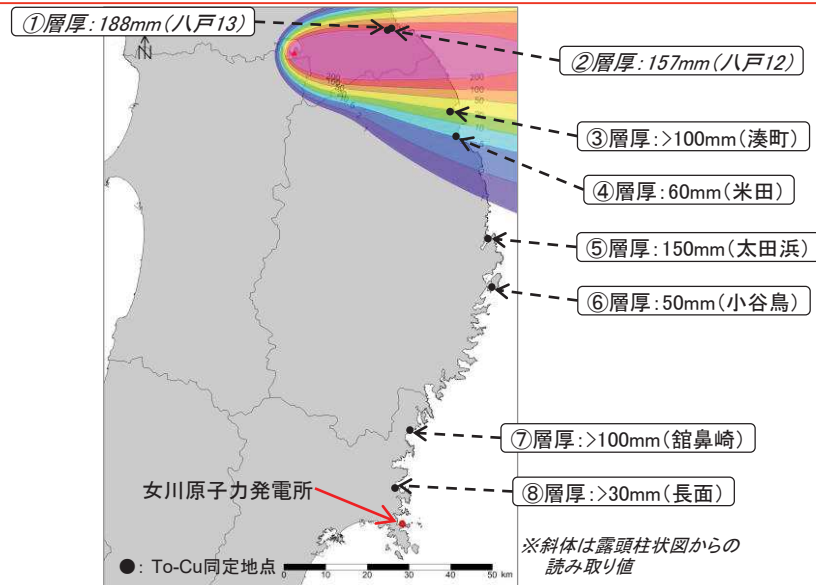 ①層厚:188mm(八戸13)
N
②層厚:157mm(八戸12)
③層厚:>100mm(湊町)
④層厚:60mm(米田)
⑤層厚:150mm(太田浜)
⑥層厚:50mm(小谷鳥)
⑦層厚:>100mm(舘鼻崎)
⑧層厚:>30mm(長面)
女川原子力発電所
※斜体は露頭柱状図からの
読み取り値
●:To-Cu同定地点
0 10 20 30 40 50 km
200
100
50